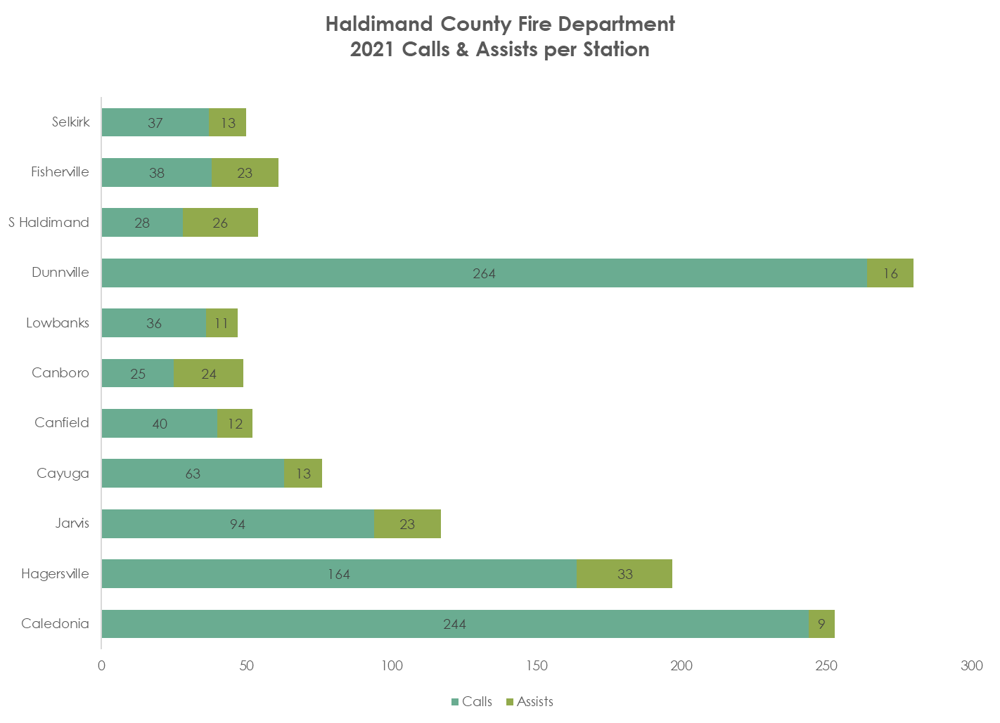 Haldimand County Fire Department
2021 Calls & Assists per Station
Selkirk 37 13
Fisherville 38 23
S Haldimand 28 26
Dunnville 264 16
Lowbanks 36 11
Canboro 25 24
Canfield 40 12
Cayuga 63 13
Jarvis 94 23
Hagersville 164 33
Caledonia 244 9
0 50 100 150 200 250 300
Calls Assists